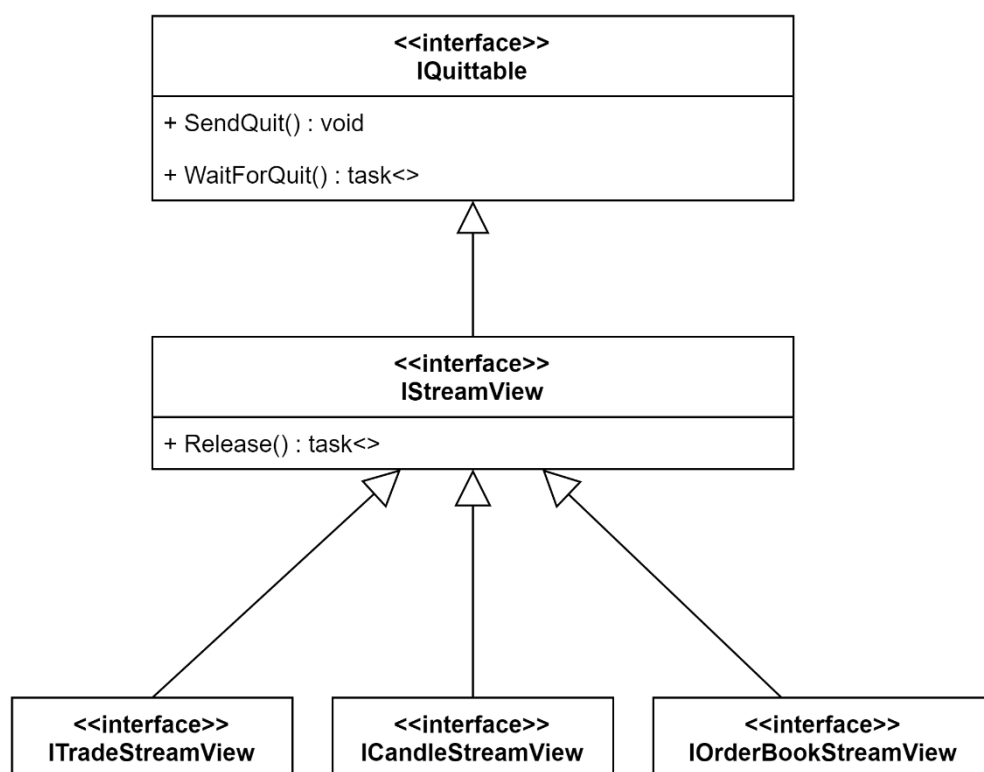 <<interface>>
IQuittable
+ SendQuit() : void
+ WaitForQuit() : task<>
<<interface>>
IStreamView
+ Release() : task<>
<<interface>>
ITradeStreamView
<<interface>>
ICandleStreamView
<<interface>>
IOrderBookStreamView